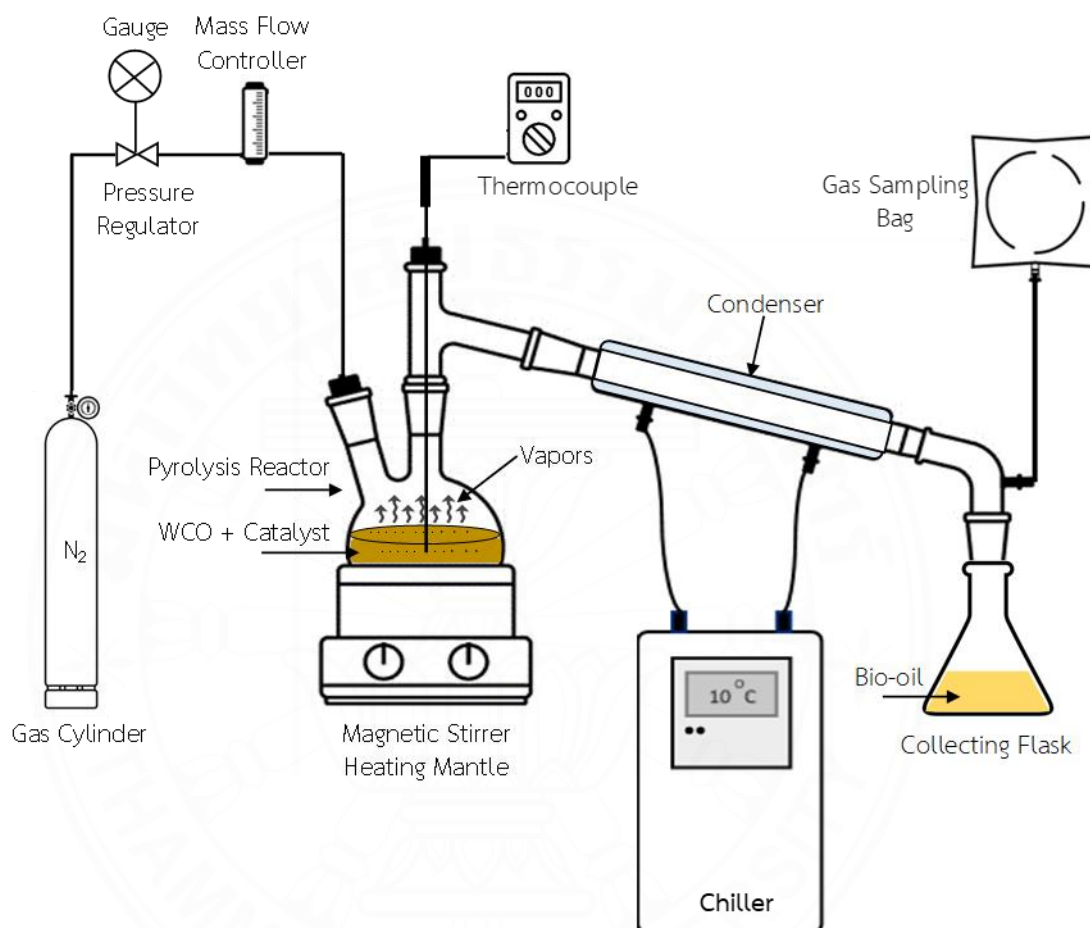 Gauge
Mass Flow
Controller
000
Pressure
Regulator
Thermocouple
Gas Sampling
Bag
Condenser
Pyrolysis Reactor
Vapors
WCO + Catalyst
N₂
Bio-oil
10 °C
Gas Cylinder
Magnetic Stirrer
Heating Mantle
Collecting Flask
Chiller